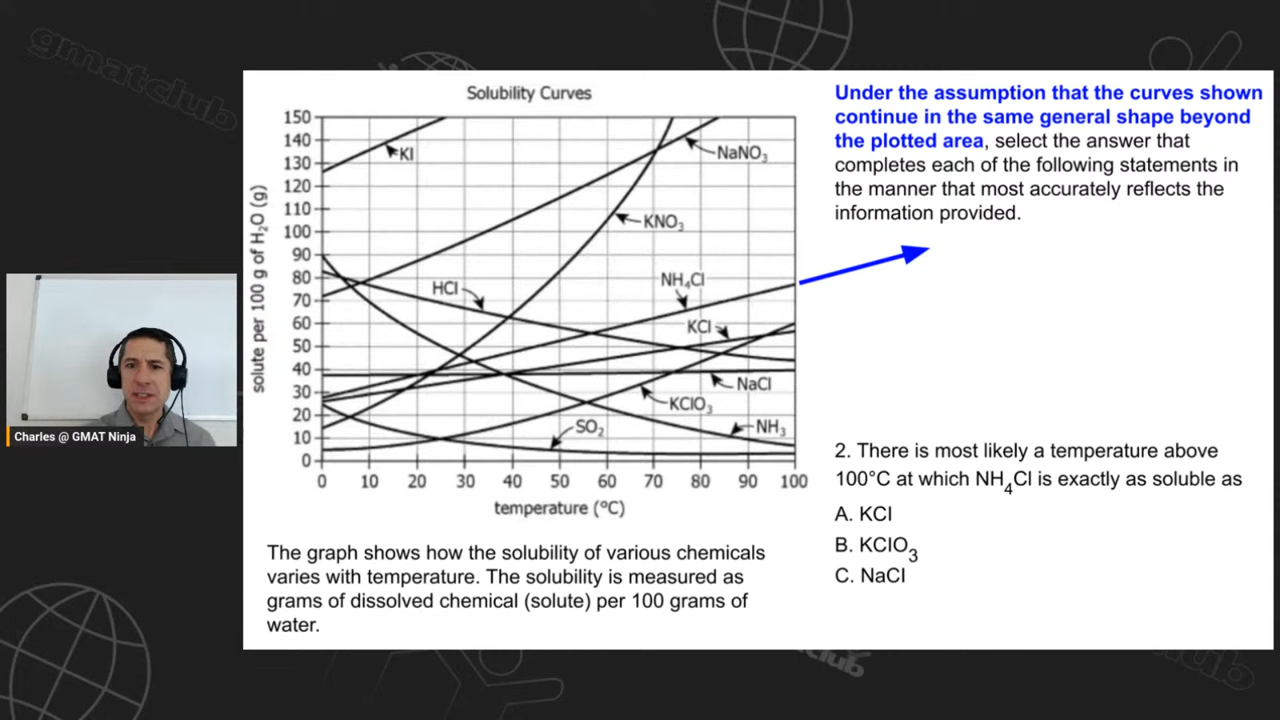 gmatclub
Solubility Curves
150
140
130
120
110
100
90
80
70
60
50
40
30
20
10
0
solute per 100 g of H₂O (g)
KI
NaNO₃
KNO₃
HCl
NH₄Cl
KCl
NaCl
KClO₃
SO₂
NH₃
0 10 20 30 40 50 60 70 80 90 100
temperature (°C)
The graph shows how the solubility of various chemicals
varies with temperature. The solubility is measured as
grams of dissolved chemical (solute) per 100 grams of
water.
Under the assumption that the curves shown
continue in the same general shape beyond
the plotted area, select the answer that
completes each of the following statements in
the manner that most accurately reflects the
information provided.
2. There is most likely a temperature above
100°C at which NH₄Cl is exactly as soluble as
A. KCl
B. KClO₃
C. NaCl
Charles @ GMAT Ninja